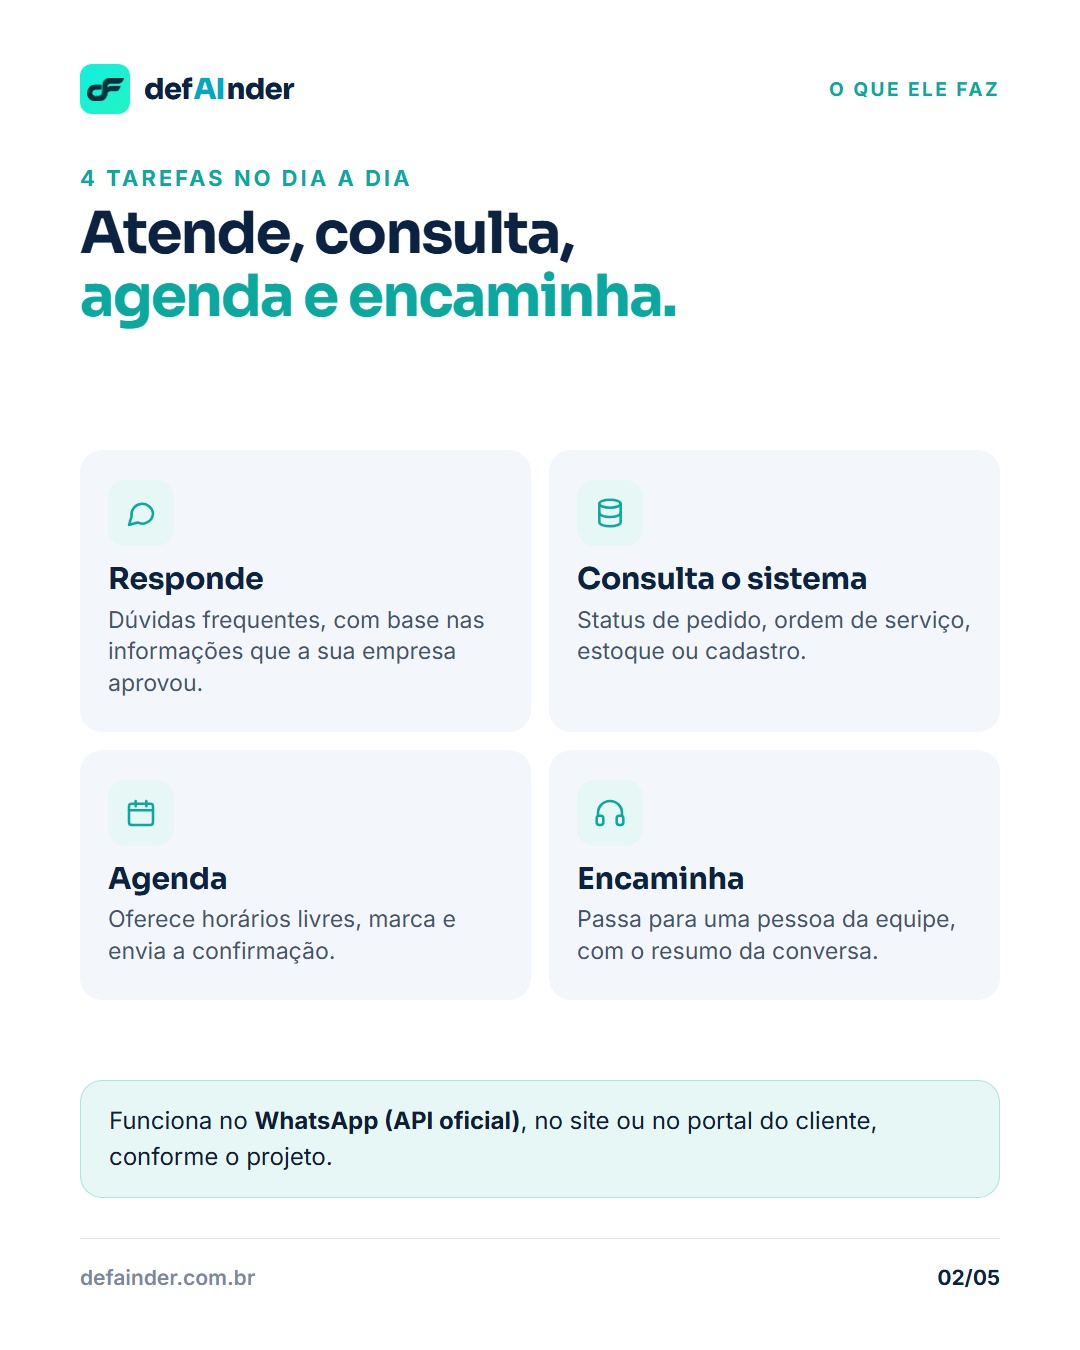 defAInder
O QUE ELE FAZ
4 TAREFAS NO DIA A DIA
Atende, consulta,
agenda e encaminha.
Responde
Dúvidas frequentes, com base nas
informações que a sua empresa
aprovou.
Consulta o sistema
Status de pedido, ordem de serviço,
estoque ou cadastro.
Agenda
Oferece horários livres, marca e
envia a confirmação.
Encaminha
Passa para uma pessoa da equipe,
com o resumo da conversa.
Funciona no WhatsApp (API oficial), no site ou no portal do cliente,
conforme o projeto.
defainder.com.br
02/05